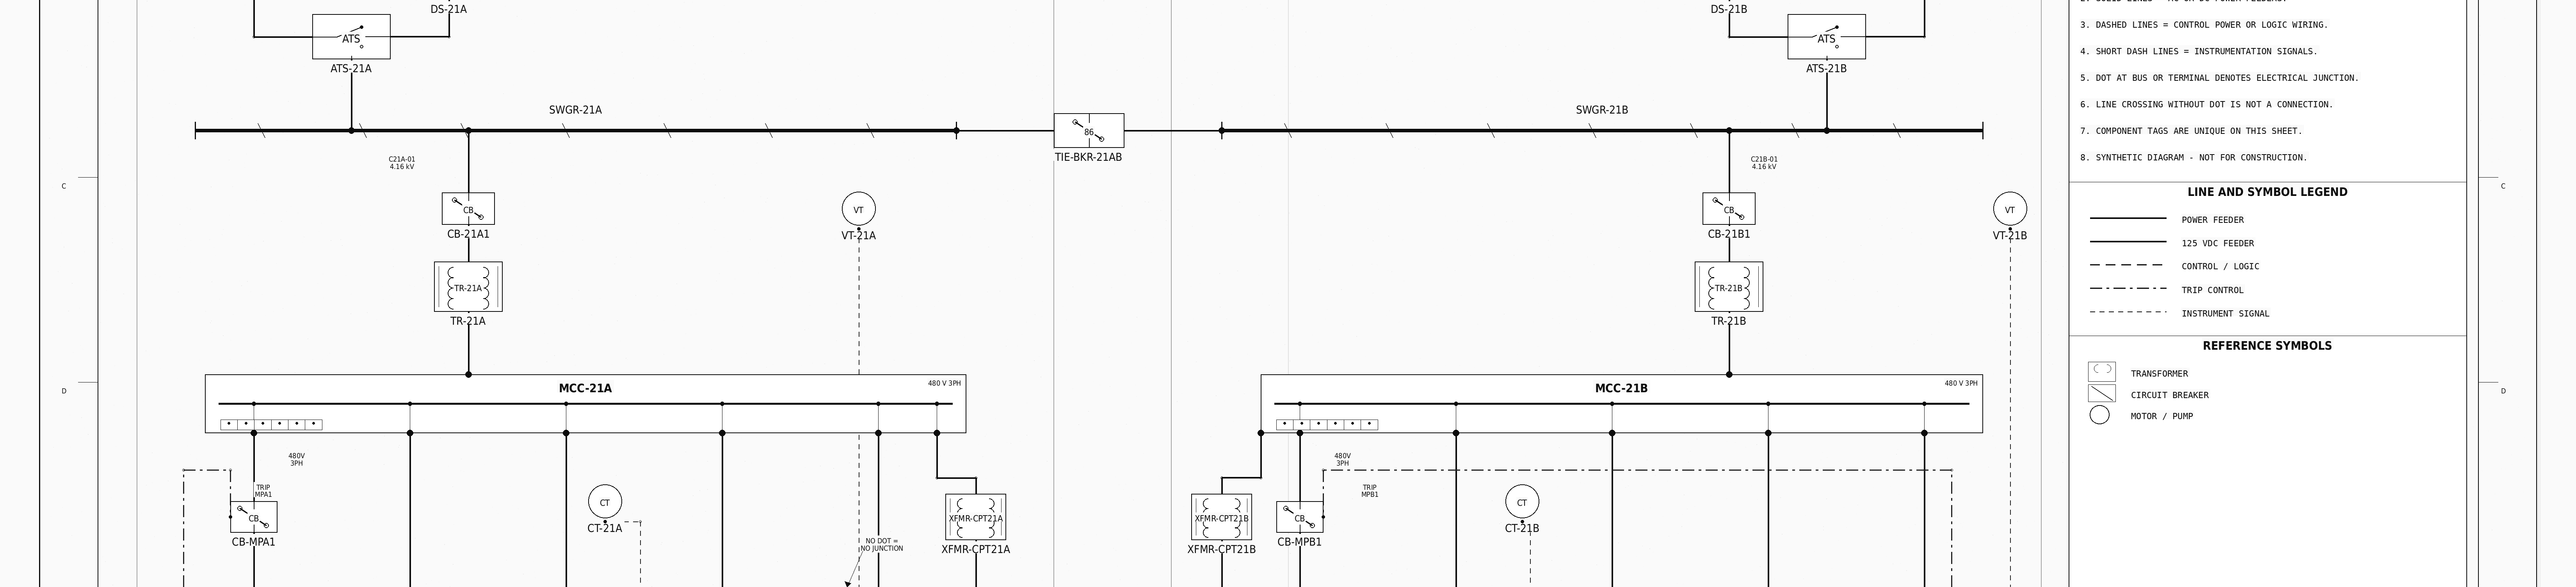 DS-21A
DS-21B
ATS
ATS-21A
ATS
ATS-21B
3. DASHED LINES = CONTROL POWER OR LOGIC WIRING.
4. SHORT DASH LINES = INSTRUMENTATION SIGNALS.
5. DOT AT BUS OR TERMINAL DENOTES ELECTRICAL JUNCTION.
6. LINE CROSSING WITHOUT DOT IS NOT A CONNECTION.
7. COMPONENT TAGS ARE UNIQUE ON THIS SHEET.
8. SYNTHETIC DIAGRAM - NOT FOR CONSTRUCTION.
SWGR-21A
SWGR-21B
86
TIE-BKR-21AB
C21A-01
4.16 kV
C21B-01
4.16 kV
C
C
CB
CB-21A1
VT
VT-21A
CB
CB-21B1
VT
VT-21B
LINE AND SYMBOL LEGEND
POWER FEEDER
125 VDC FEEDER
CONTROL / LOGIC
TRIP CONTROL
INSTRUMENT SIGNAL
TR-21A
TR-21A
TR-21B
TR-21B
REFERENCE SYMBOLS
TRANSFORMER
CIRCUIT BREAKER
MOTOR / PUMP
D
D
MCC-21A
480 V 3PH
MCC-21B
480 V 3PH
480V
3PH
TRIP
MPA1
CB
CB-MPA1
CT
CT-21A
NO DOT =
NO JUNCTION
XFMR-CPT21A
XFMR-CPT21A
XFMR-CPT21B
XFMR-CPT21B
480V
3PH
TRIP
MPB1
CB
CB-MPB1
CT
CT-21B